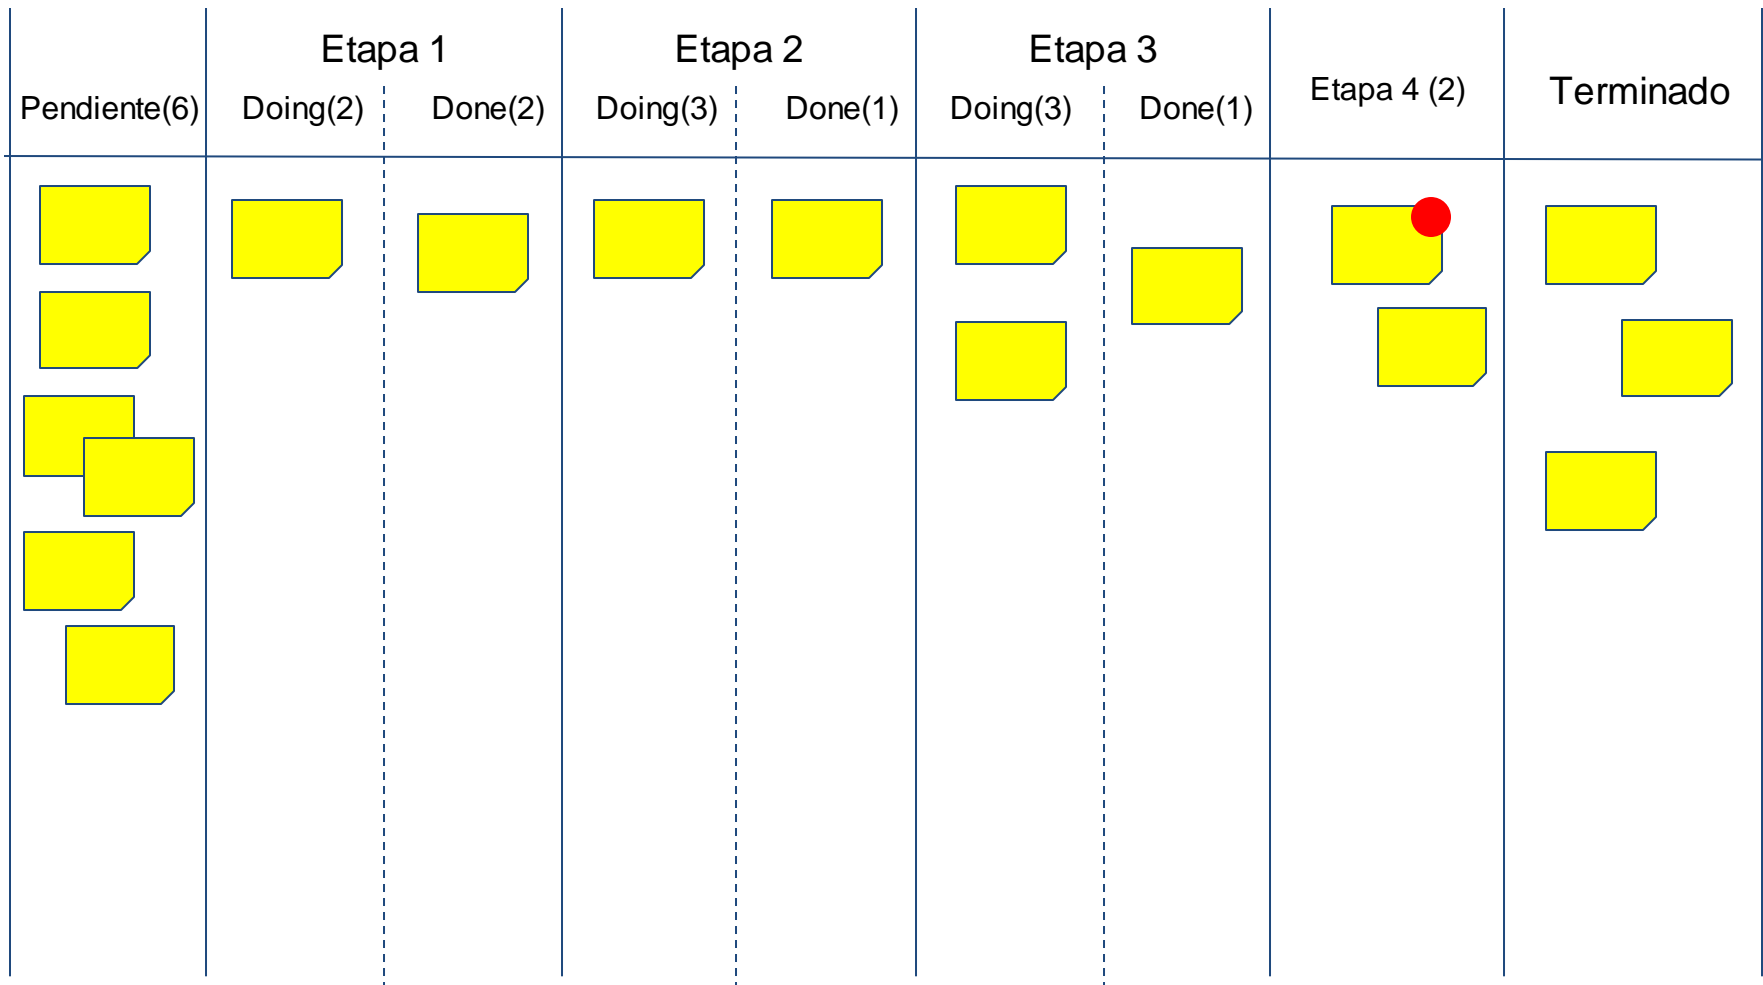 Etapa 1
Etapa 2
Etapa 3
Pendiente(6)
Doing(2)
Done(2)
Doing(3)
Done(1)
Doing(3)
Done(1)
Etapa 4 (2)
Terminado